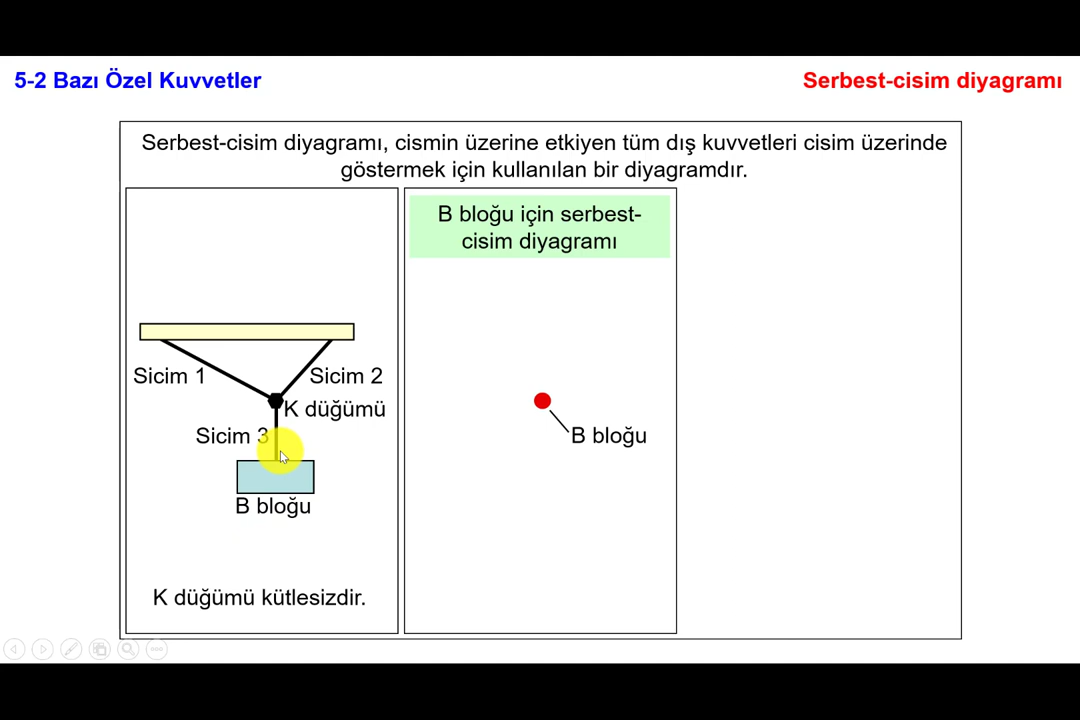 5-2 Bazı Özel Kuvvetler
Serbest-cisim diyagramı
Serbest-cisim diyagramı, cismin üzerine etkiyen tüm dış kuvvetleri cisim üzerinde
göstermek için kullanılan bir diyagramdır.
Sicim 1
Sicim 2
K düğümü
Sicim 3
B bloğu
K düğümü kütlesizdir.
B bloğu için serbest-
cisim diyagramı
B bloğu